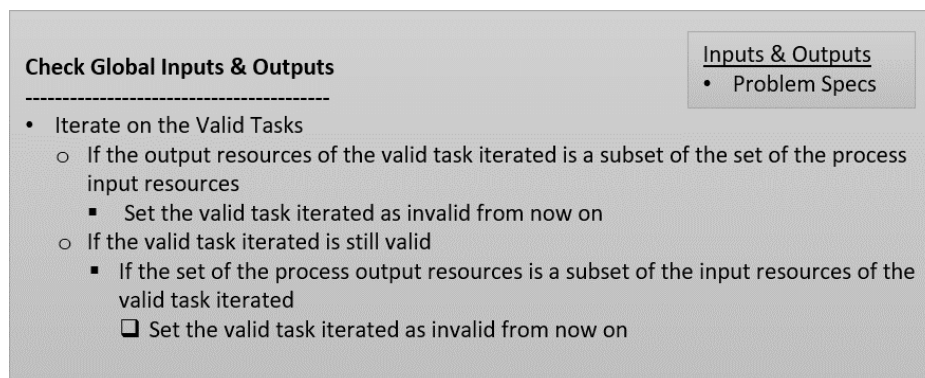 Inputs & Outputs
• Problem Specs
Check Global Inputs & Outputs
-----------------------------------------
• Iterate on the Valid Tasks
o If the output resources of the valid task iterated is a subset of the set of the process
input resources
▪ Set the valid task iterated as invalid from now on
o If the valid task iterated is still valid
▪ If the set of the process output resources is a subset of the input resources of the
valid task iterated
❑ Set the valid task iterated as invalid from now on